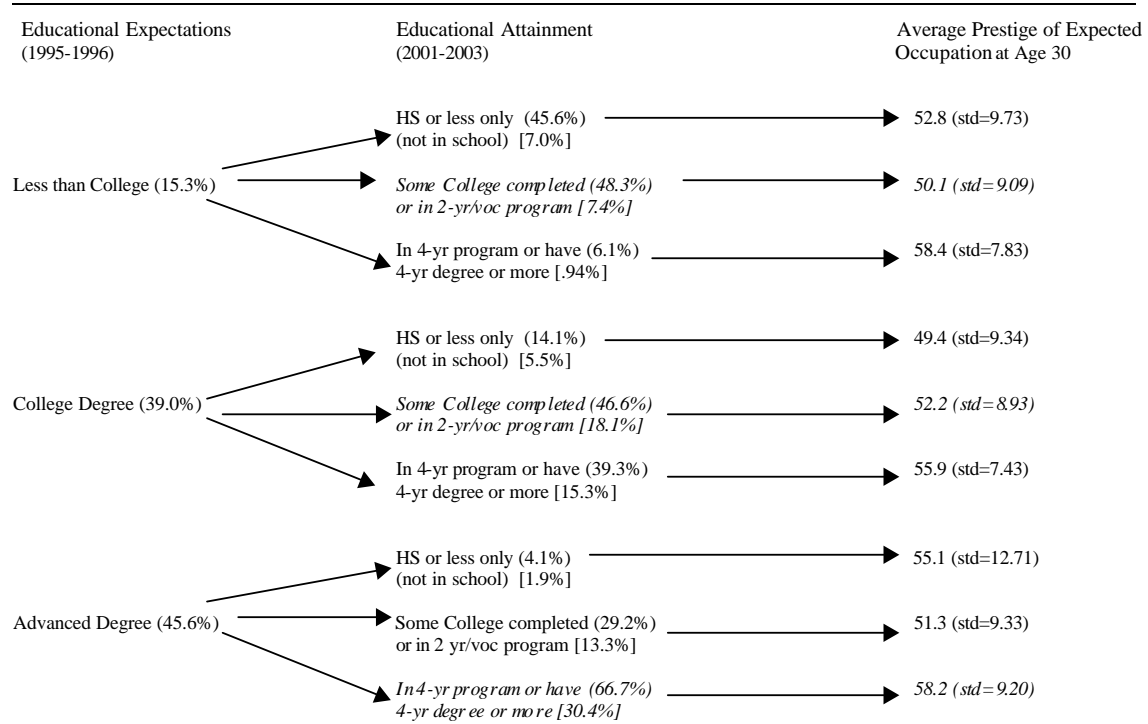 Educational Expectations
(1995-1996)
Educational Attainment
(2001-2003)
Average Prestige of Expected
Occupation at Age 30
HS or less only (45.6%)
(not in school) [7.0%]
52.8 (std=9.73)
Less than College (15.3%)
Some College completed (48.3%)
or in 2-yr/voc program [7.4%]
50.1 (std=9.09)
In 4-yr program or have (6.1%)
4-yr degree or more [.94%]
58.4 (std=7.83)
HS or less only (14.1%)
(not in school) [5.5%]
49.4 (std=9.34)
College Degree (39.0%)
Some College completed (46.6%)
or in 2-yr/voc program [18.1%]
52.2 (std=8.93)
In 4-yr program or have (39.3%)
4-yr degree or more [15.3%]
55.9 (std=7.43)
HS or less only (4.1%)
(not in school) [1.9%]
55.1 (std=12.71)
Advanced Degree (45.6%)
Some College completed (29.2%)
or in 2 yr/voc program [13.3%]
51.3 (std=9.33)
In 4-yr program or have (66.7%)
4-yr degree or more [30.4%]
58.2 (std=9.20)